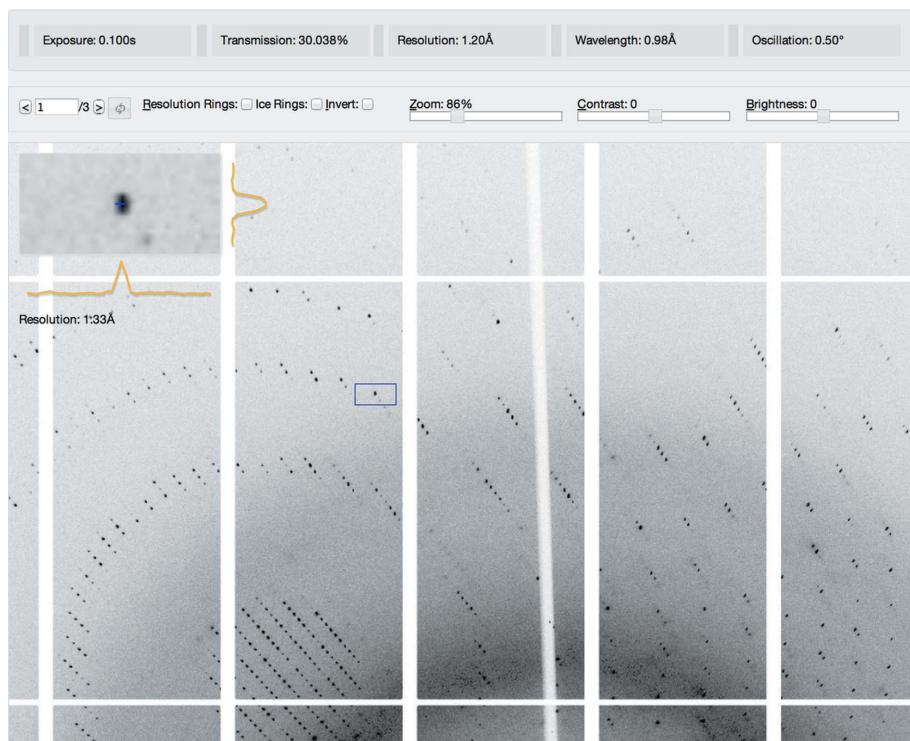 Exposure: 0.100s Transmission: 30.038% Resolution: 1.20Å Wavelength: 0.98Å Oscillation: 0.50°
< 1 /3 > Resolution Rings: Ice Rings: Invert: Zoom: 86% Contrast: 0 Brightness: 0
Resolution: 1.33Å